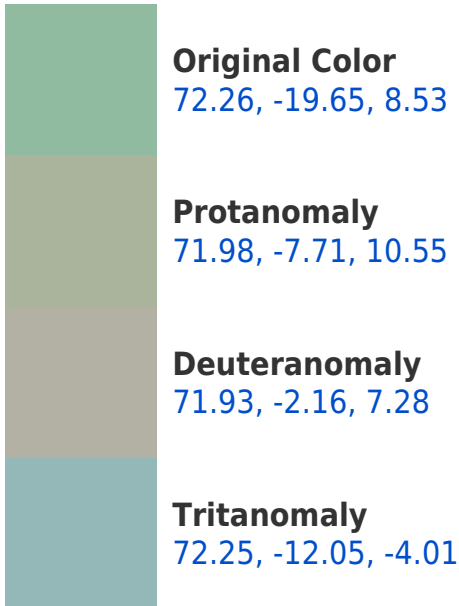 Original Color
72.26, -19.65, 8.53
Protanomaly
71.98, -7.71, 10.55
Deuteranomaly
71.93, -2.16, 7.28
Tritanomaly
72.25, -12.05, -4.01